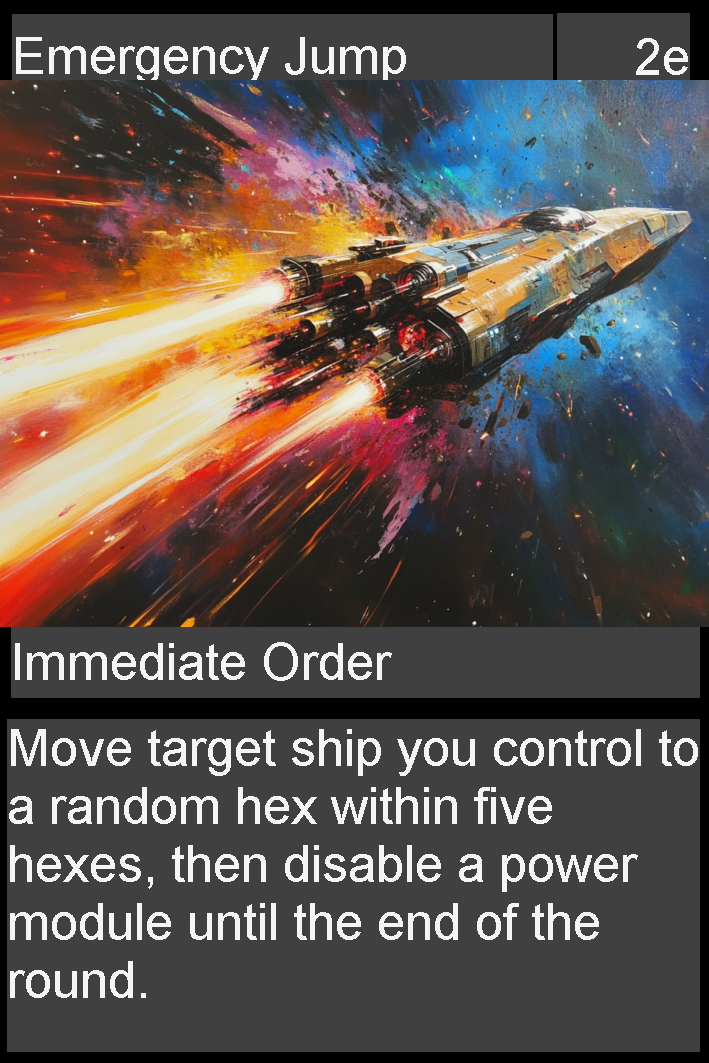 Emergency Jump 2e
Immediate Order
Move target ship you control to
a random hex within five
hexes, then disable a power
module until the end of the
round.